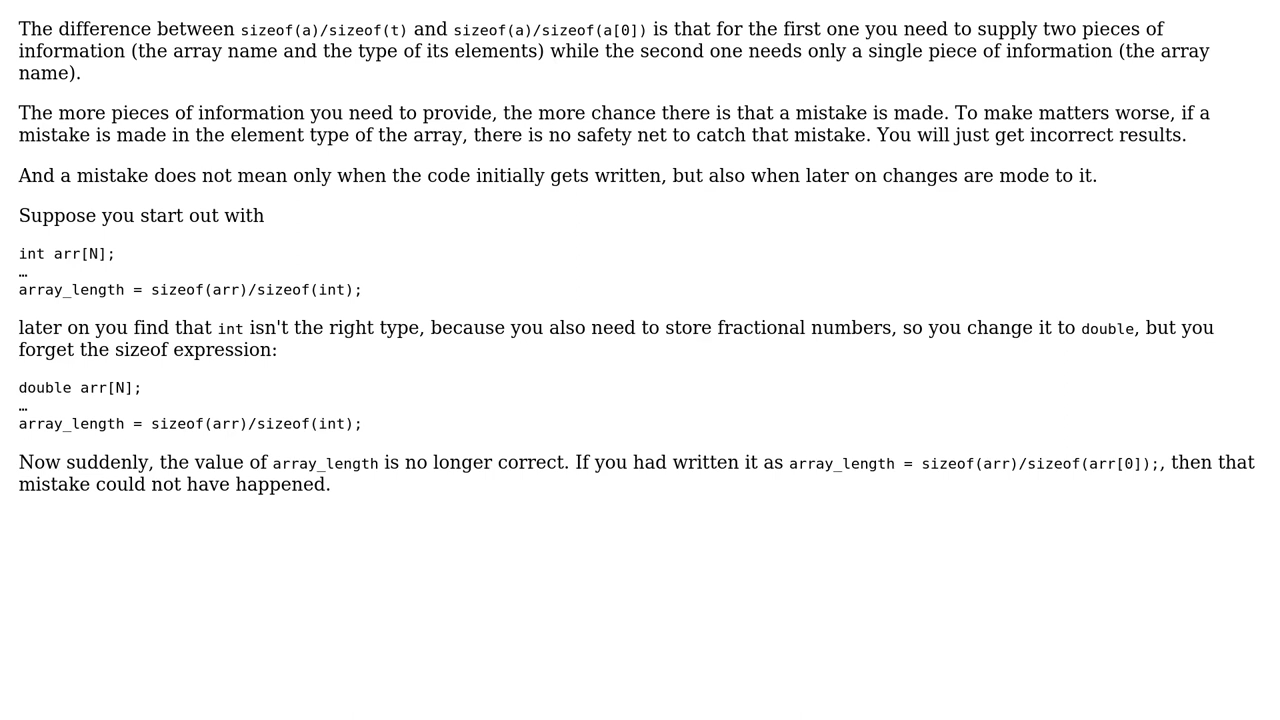 The difference between sizeof(a)/sizeof(t) and sizeof(a)/sizeof(a[0]) is that for the first one you need to supply two pieces of
information (the array name and the type of its elements) while the second one needs only a single piece of information (the array
name).
The more pieces of information you need to provide, the more chance there is that a mistake is made. To make matters worse, if a
mistake is made in the element type of the array, there is no safety net to catch that mistake. You will just get incorrect results.
And a mistake does not mean only when the code initially gets written, but also when later on changes are mode to it.
Suppose you start out with
int arr[N];
…
array_length = sizeof(arr)/sizeof(int);
later on you find that int isn't the right type, because you also need to store fractional numbers, so you change it to double, but you
forget the sizeof expression:
double arr[N];
…
array_length = sizeof(arr)/sizeof(int);
Now suddenly, the value of array_length is no longer correct. If you had written it as array_length = sizeof(arr)/sizeof(arr[0]);, then that
mistake could not have happened.